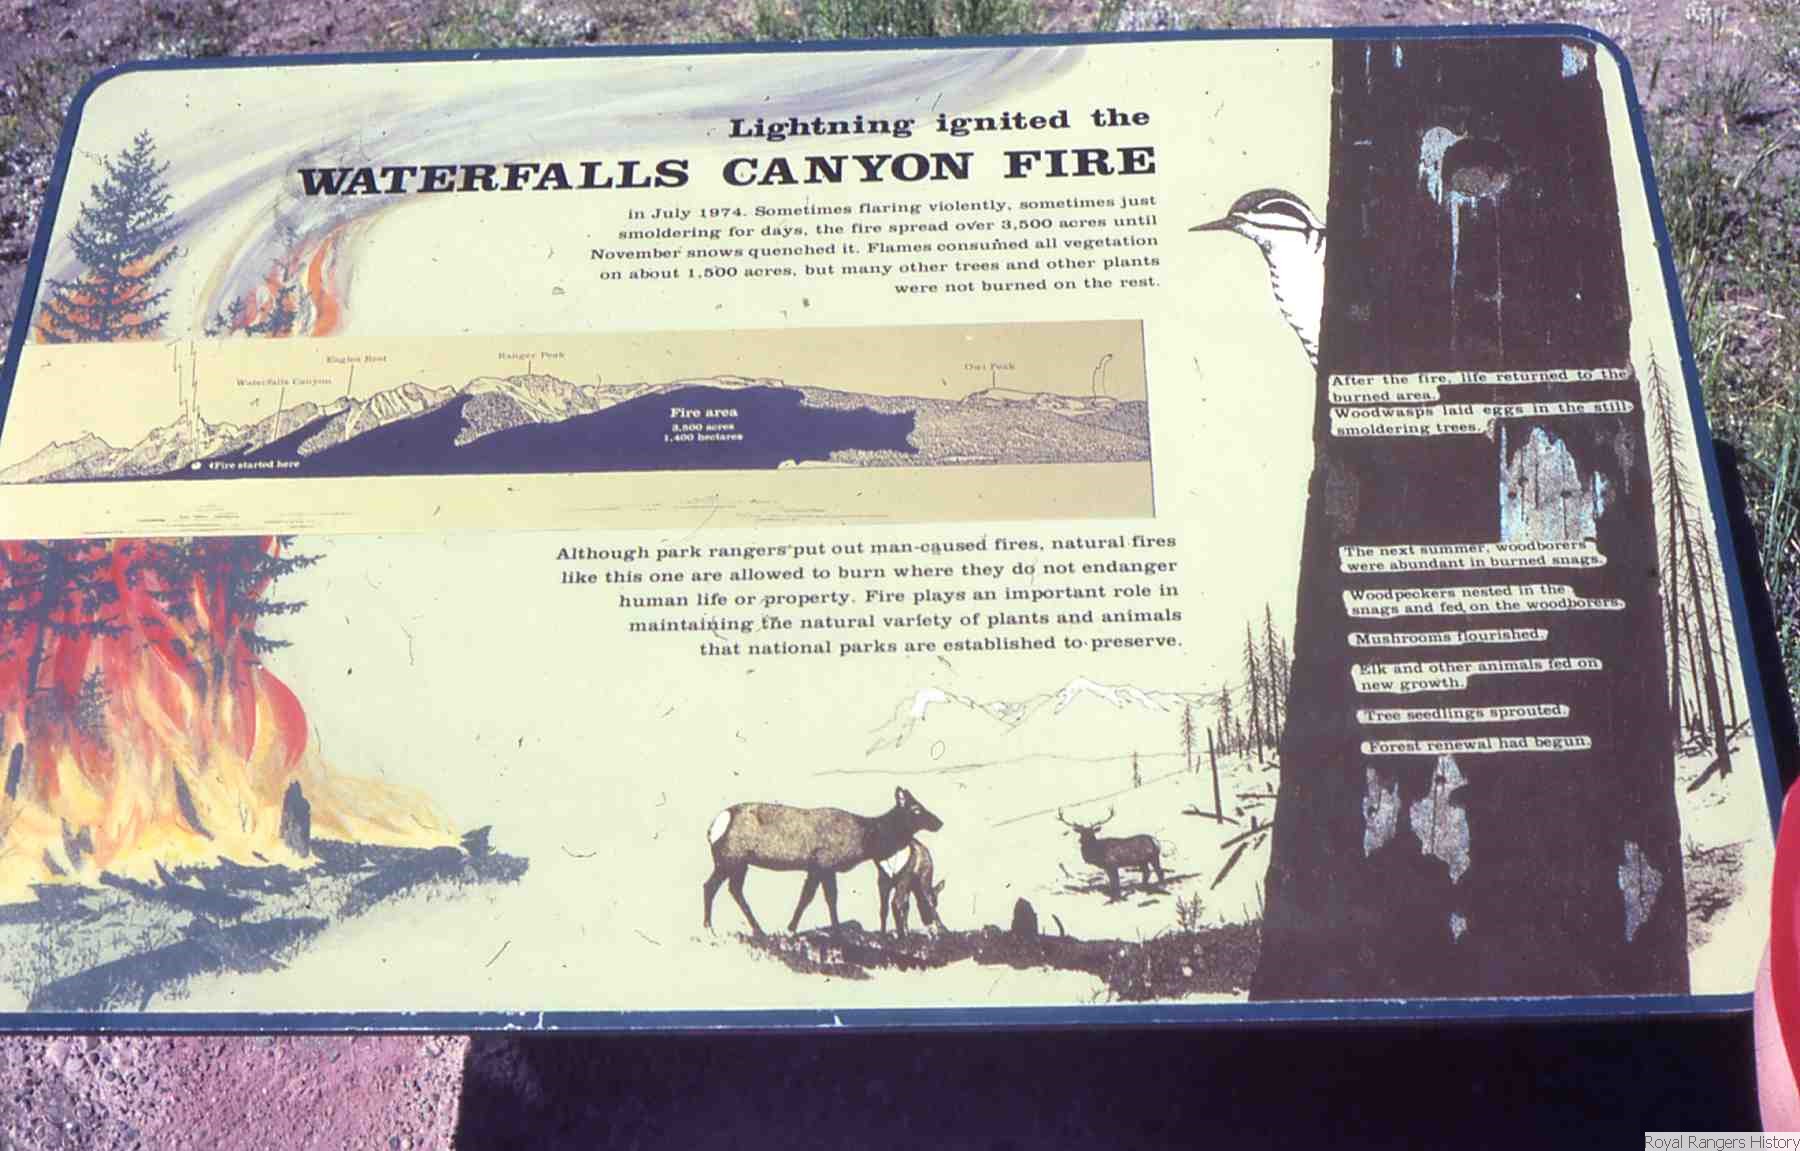 Lightning ignited the
WATERFALLS CANYON FIRE
in July 1974. Sometimes flaring violently, sometimes just
smoldering for days, the fire spread over 3,500 acres until
November snows quenched it. Flames consumed all vegetation
on about 1,500 acres, but many other trees and other plants
were not burned on the rest.
Waterfalls Canyon
Eagles Rest
Ranger Peak
Owl Peak
Fire area
3,500 acres
1,400 hectares
Fire started here
Although park rangers put out man-caused fires, natural fires
like this one are allowed to burn where they do not endanger
human life or property. Fire plays an important role in
maintaining the natural variety of plants and animals
that national parks are established to preserve.
After the fire, life returned to the
burned area.
Woodwasps laid eggs in the still-
smoldering trees.
The next summer, woodborers
were abundant in burned snags.
Woodpeckers nested in the
snags and fed on the woodborers.
Mushrooms flourished.
Elk and other animals fed on
new growth.
Tree seedlings sprouted.
Forest renewal had begun.
Royal Rangers History